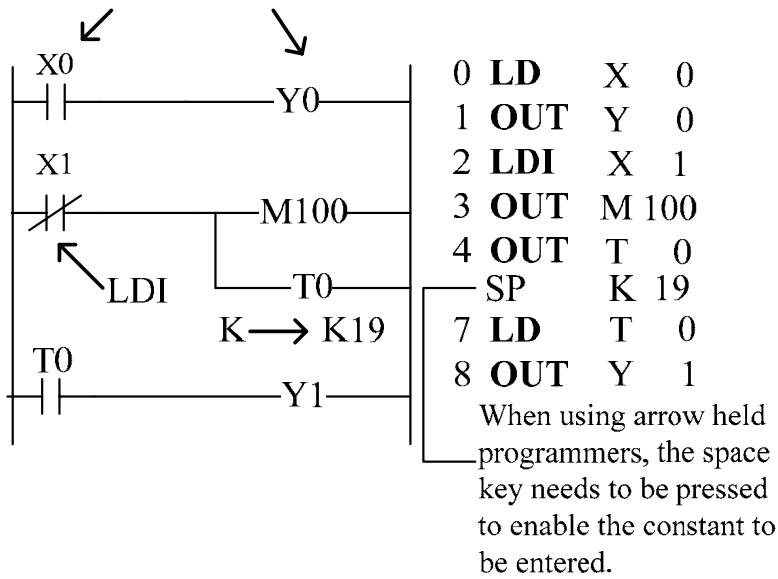 X0
Y0
X1
M100
LDI
T0
K K19
T0
Y1
0 LD X 0
1 OUT Y 0
2 LDI X 1
3 OUT M 100
4 OUT T 0
SP K 19
7 LD T 0
8 OUT Y 1
When using arrow held
programmers, the space
key needs to be pressed
to enable the constant to
be entered.